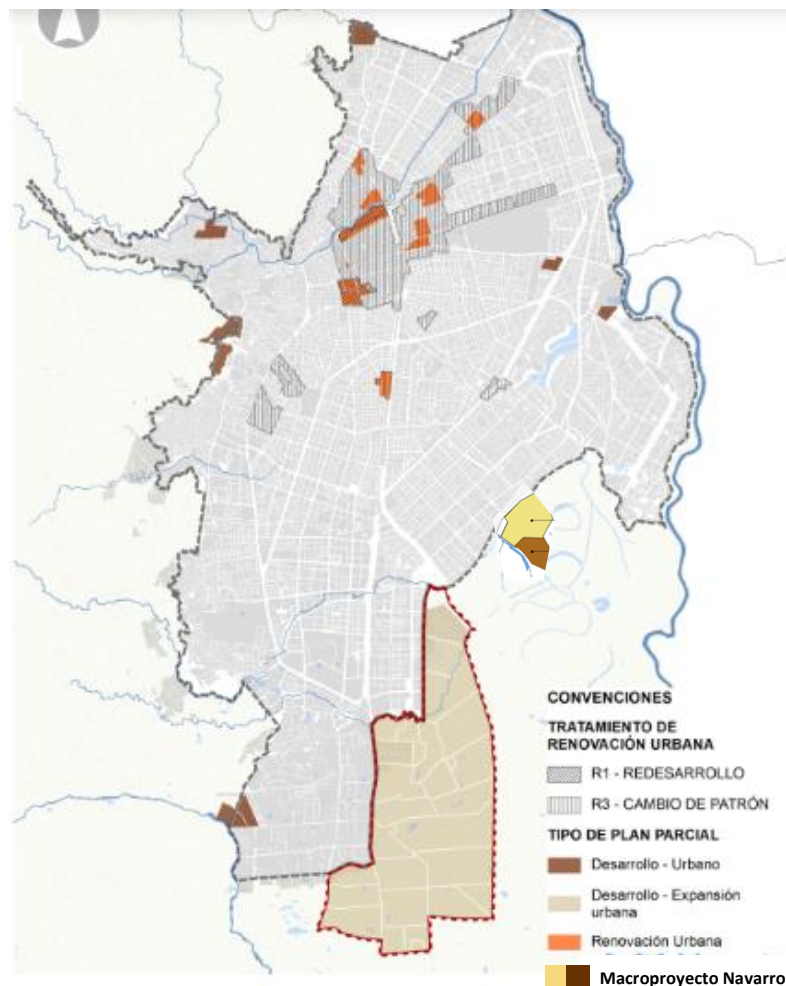 CONVENCIONES
TRATAMIENTO DE
RENOVACIÓN URBANA
R1 - REDESARROLLO
R3 - CAMBIO DE PATRÓN
TIPO DE PLAN PARCIAL
Desarrollo - Urbano
Desarrollo - Expansión
urbana
Renovación Urbana
Macroproyecto Navarro